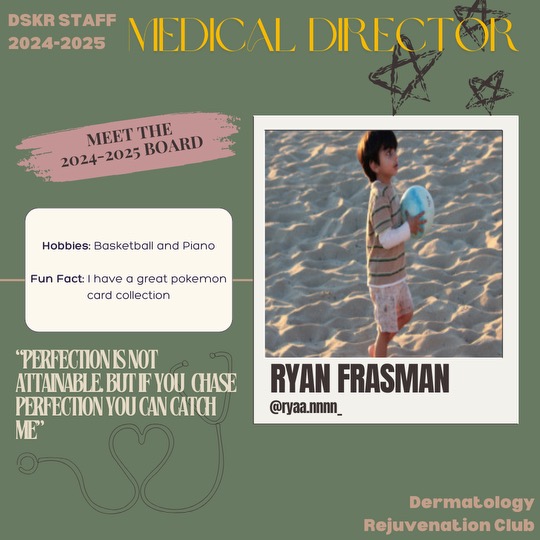 DSKR STAFF
2024-2025
MEDICAL DIRECTOR
MEET THE
2024-2025 BOARD
Hobbies: Basketball and Piano
Fun Fact: I have a great pokemon
card collection
“PERFECTION IS NOT
ATTAINABLE. BUT IF YOU CHASE
PERFECTION YOU CAN CATCH
ME”
RYAN FRASMAN
@ryaa.nnnn_
Dermatology
Rejuvenation Club